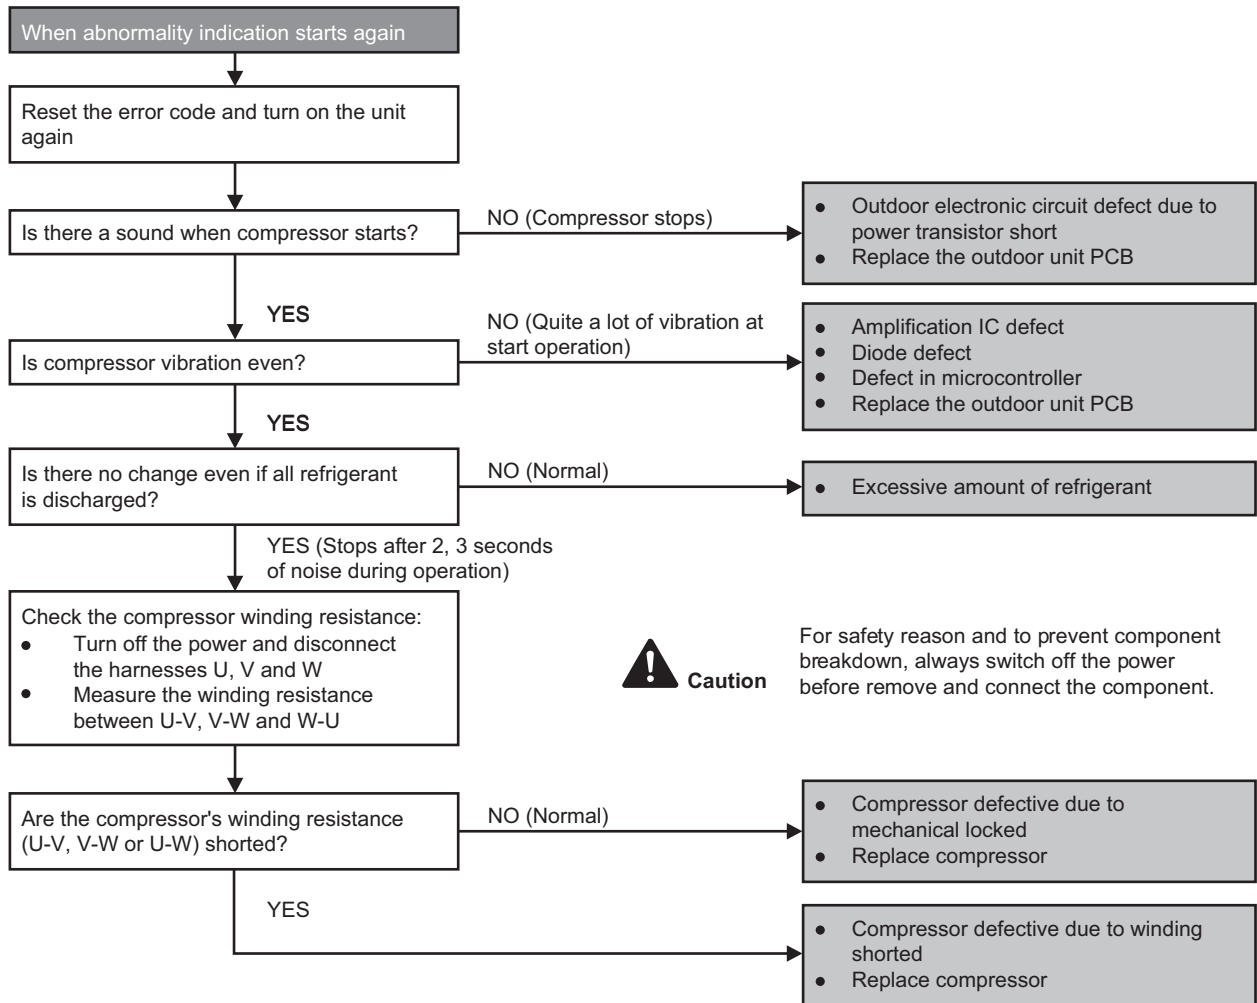 When abnormality indication starts again
Reset the error code and turn on the unit
again
Is there a sound when compressor starts?
NO (Compressor stops)
● Outdoor electronic circuit defect due to
power transistor short
● Replace the outdoor unit PCB
YES
Is compressor vibration even?
NO (Quite a lot of vibration at
start operation)
● Amplification IC defect
● Diode defect
● Defect in microcontroller
● Replace the outdoor unit PCB
YES
Is there no change even if all refrigerant
is discharged?
NO (Normal)
● Excessive amount of refrigerant
YES (Stops after 2, 3 seconds
of noise during operation)
Check the compressor winding resistance:
● Turn off the power and disconnect
the harnesses U, V and W
● Measure the winding resistance
between U-V, V-W and W-U
Caution
For safety reason and to prevent component
breakdown, always switch off the power
before remove and connect the component.
Are the compressor's winding resistance
(U-V, V-W or U-W) shorted?
NO (Normal)
● Compressor defective due to
mechanical locked
● Replace compressor
YES
● Compressor defective due to winding
shorted
● Replace compressor